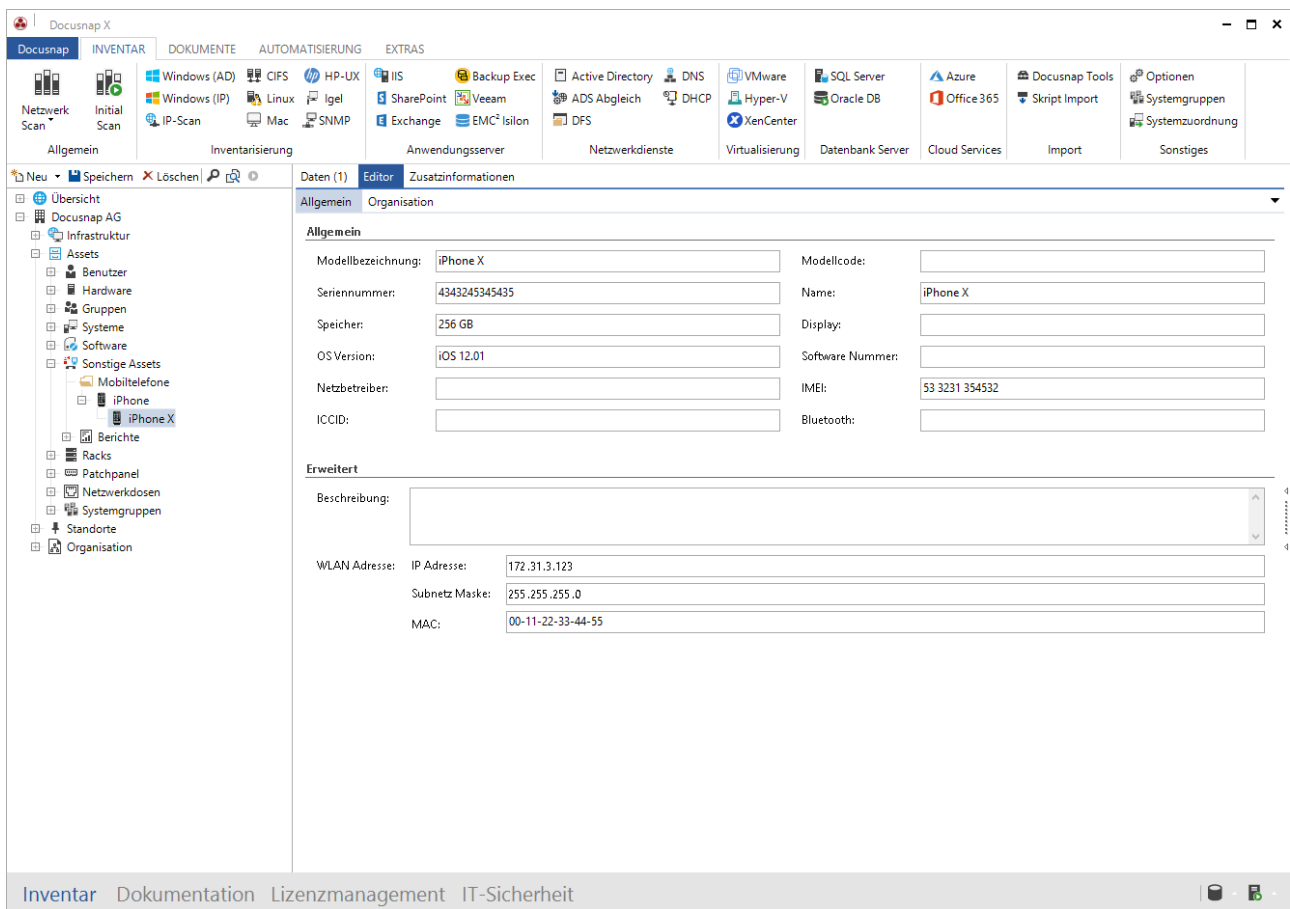 Docusnap X
Docusnap INVENTAR DOKUMENTE AUTOMATISIERUNG EXTRAS
Windows (AD) CIFS HP-UX IIS Backup Exec Active Directory DNS VMware SQL Server Azure Docusnap Tools Optionen
Netzwerk Scan Initial Scan Windows (IP) Linux Igel SharePoint Veeam ADS Abgleich DHCP Hyper-V Oracle DB Office 365 Skript Import Systemgruppen
IP-Scan Mac SNMP Exchange EMC² Isilon DFS XenCenter Systemzuordnung
Allgemein Inventarisierung Anwendungsserver Netzwerkdienste Virtualisierung Datenbank Server Cloud Services Import Sonstiges
Neu Speichern Löschen
Übersicht
Docusnap AG
Infrastruktur
Assets
Benutzer
Hardware
Gruppen
Systeme
Software
Sonstige Assets
Mobiltelefone
iPhone
iPhone X
Berichte
Racks
Patchpanel
Netzwerkdosen
Systemgruppen
Standorte
Organisation
Daten (1) Editor Zusatzinformationen
Allgemein Organisation
Allgemein
Modellbezeichnung: iPhone X Modellcode:
Seriennummer: 4343245345435 Name: iPhone X
Speicher: 256 GB Display:
OS Version: iOS 12.01 Software Nummer:
Netzbetreiber: IMEI: 53 3231 354532
ICCID: Bluetooth:
Erweitert
Beschreibung:
WLAN Adresse: IP Adresse: 172.31.3.123
Subnetz Maske: 255.255.255.0
MAC: 00-11-22-33-44-55
Inventar Dokumentation Lizenzmanagement IT-Sicherheit